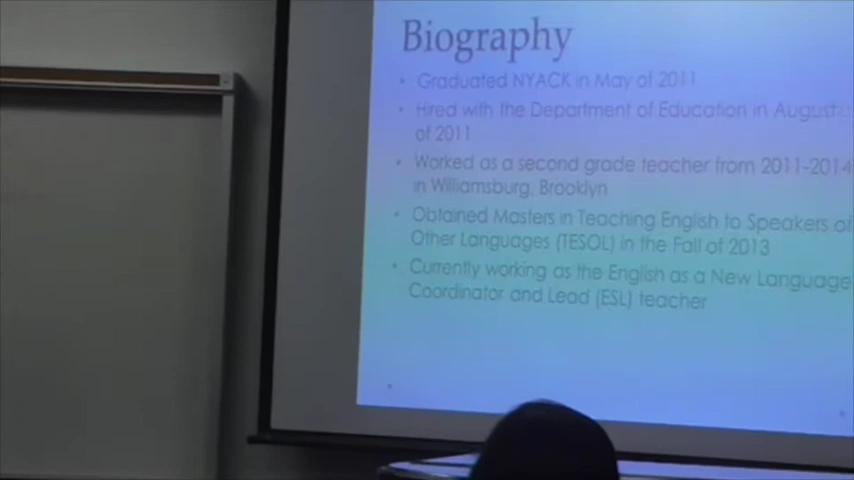 Biography
• Graduated NYACK in May of 2011
• Hired with the Department of Education in August
of 2011
• Worked as a second grade teacher from 2011-2014
in Williamsburg, Brooklyn
• Obtained Masters in Teaching English to Speakers of
Other Languages (TESOL) in the Fall of 2013
• Currently working as the English as a New Language
Coordinator and Lead (ESL) teacher